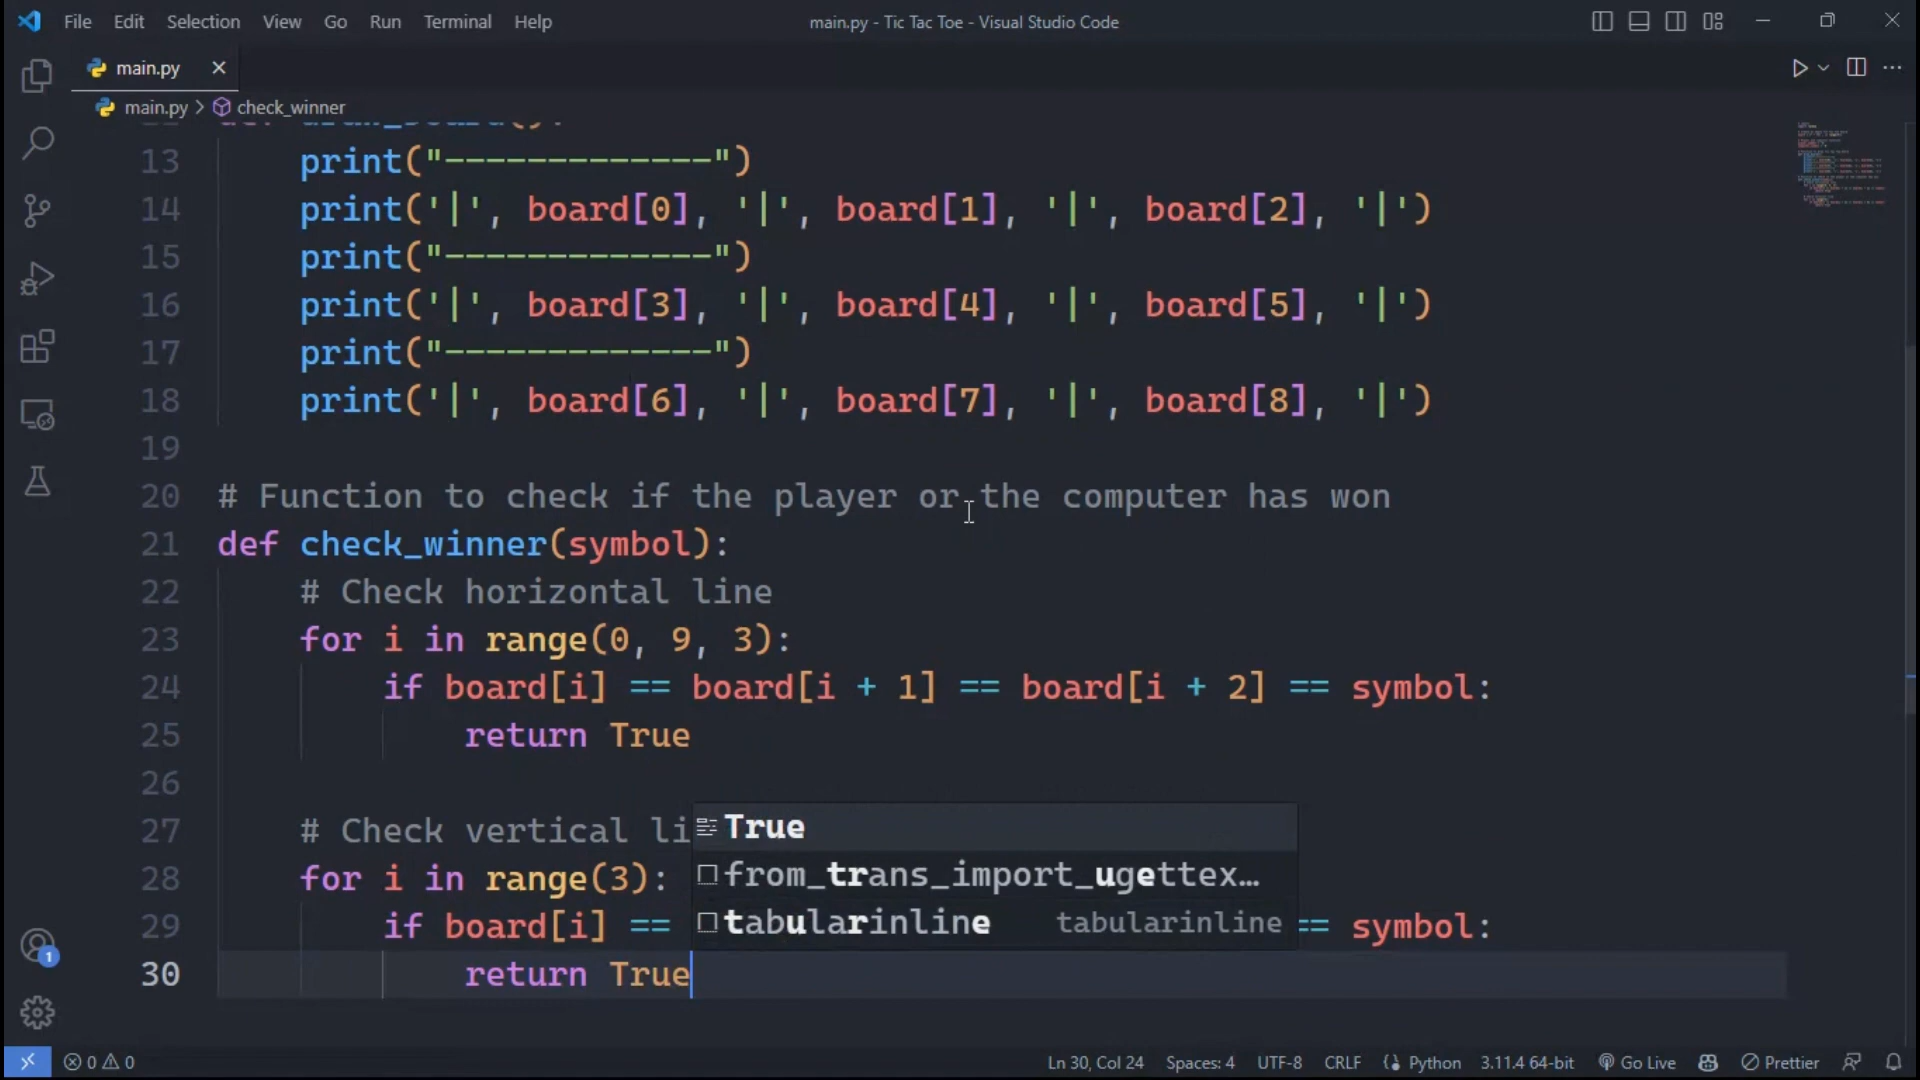 File Edit Selection View Go Run Terminal Help
main.py - Tic Tac Toe - Visual Studio Code
main.py
main.py > check_winner
13 print("-------------")
14 print('|', board[0], '|', board[1], '|', board[2], '|')
15 print("-------------")
16 print('|', board[3], '|', board[4], '|', board[5], '|')
17 print("-------------")
18 print('|', board[6], '|', board[7], '|', board[8], '|')
19
20 # Function to check if the player or the computer has won
21 def check_winner(symbol):
22 # Check horizontal line
23 for i in range(0, 9, 3):
24 if board[i] == board[i + 1] == board[i + 2] == symbol:
25 return True
26
27 # Check vertical li
True
28 for i in range(3):
from_trans_import_ugettex…
29 if board[i] ==
tabularinline tabularinline
== symbol:
30 return True
1
0 0
Ln 30, Col 24 Spaces: 4 UTF-8 CRLF Python 3.11.4 64-bit Go Live Prettier